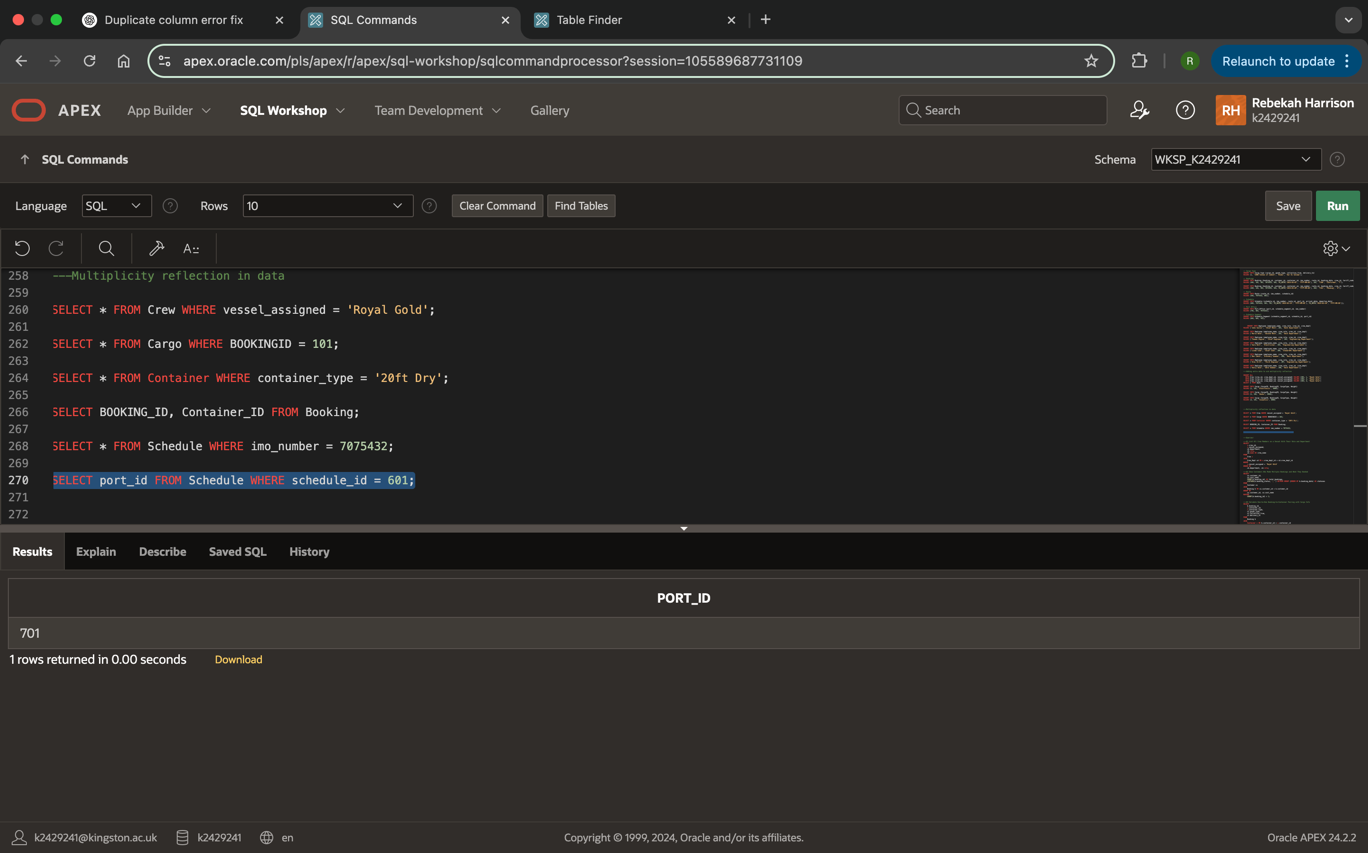 Duplicate column error fix
SQL Commands
Table Finder
apex.oracle.com/pls/apex/r/apex/sql-workshop/sqlcommandprocessor?session=105589687731109
R
Relaunch to update
APEX
App Builder
SQL Workshop
Team Development
Gallery
Search
RH
Rebekah Harrison
k2429241
SQL Commands
Schema
WKSP_K2429241
Language
SQL
Rows
10
Clear Command
Find Tables
Save
Run
258 ---Multiplicity reflection in data
259
260 SELECT * FROM Crew WHERE vessel_assigned = 'Royal Gold';
261
262 SELECT * FROM Cargo WHERE BOOKINGID = 101;
263
264 SELECT * FROM Container WHERE container_type = '20ft Dry';
265
266 SELECT BOOKING_ID, Container_ID FROM Booking;
267
268 SELECT * FROM Schedule WHERE imo_number = 7075432;
269
270 SELECT port_id FROM Schedule WHERE schedule_id = 601;
271
272
Results
Explain
Describe
Saved SQL
History
PORT_ID
701
1 rows returned in 0.00 seconds
Download
k2429241@kingston.ac.uk
k2429241
en
Copyright © 1999, 2024, Oracle and/or its affiliates.
Oracle APEX 24.2.2